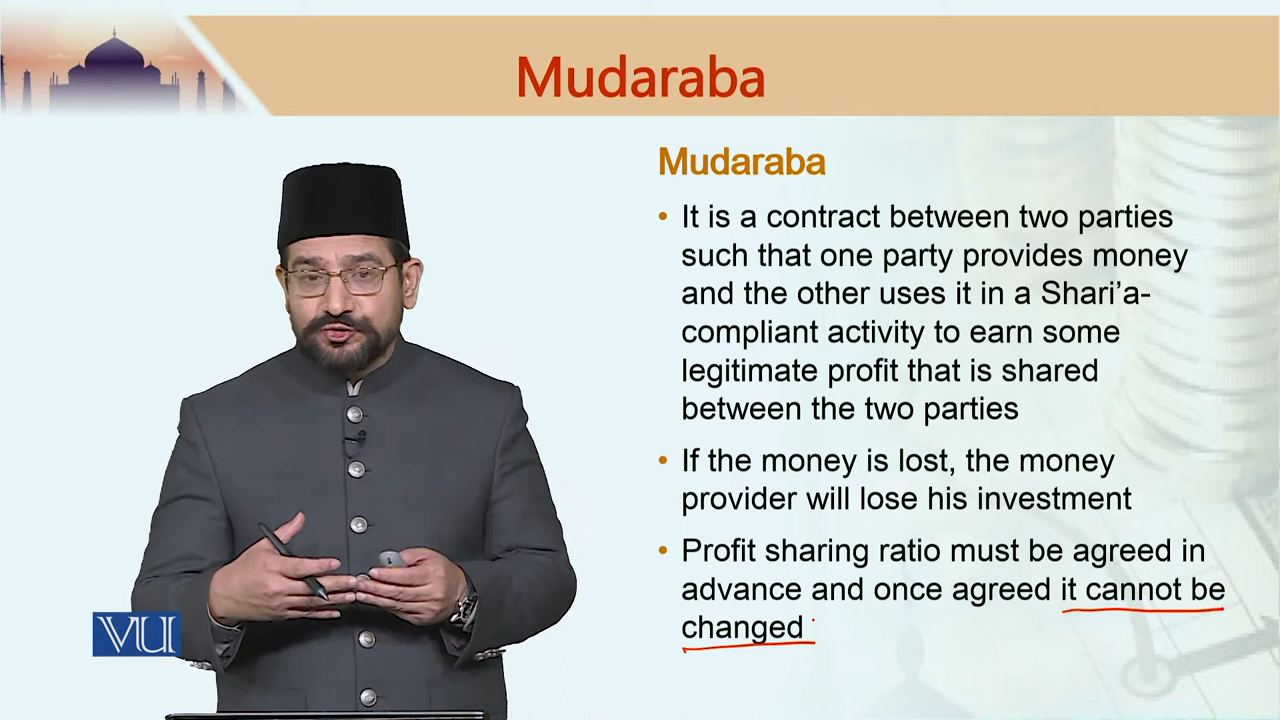 Mudaraba
Mudaraba
• It is a contract between two parties
such that one party provides money
and the other uses it in a Shari’a-
compliant activity to earn some
legitimate profit that is shared
between the two parties
• If the money is lost, the money
provider will lose his investment
• Profit sharing ratio must be agreed in
advance and once agreed it cannot be
changed
VU